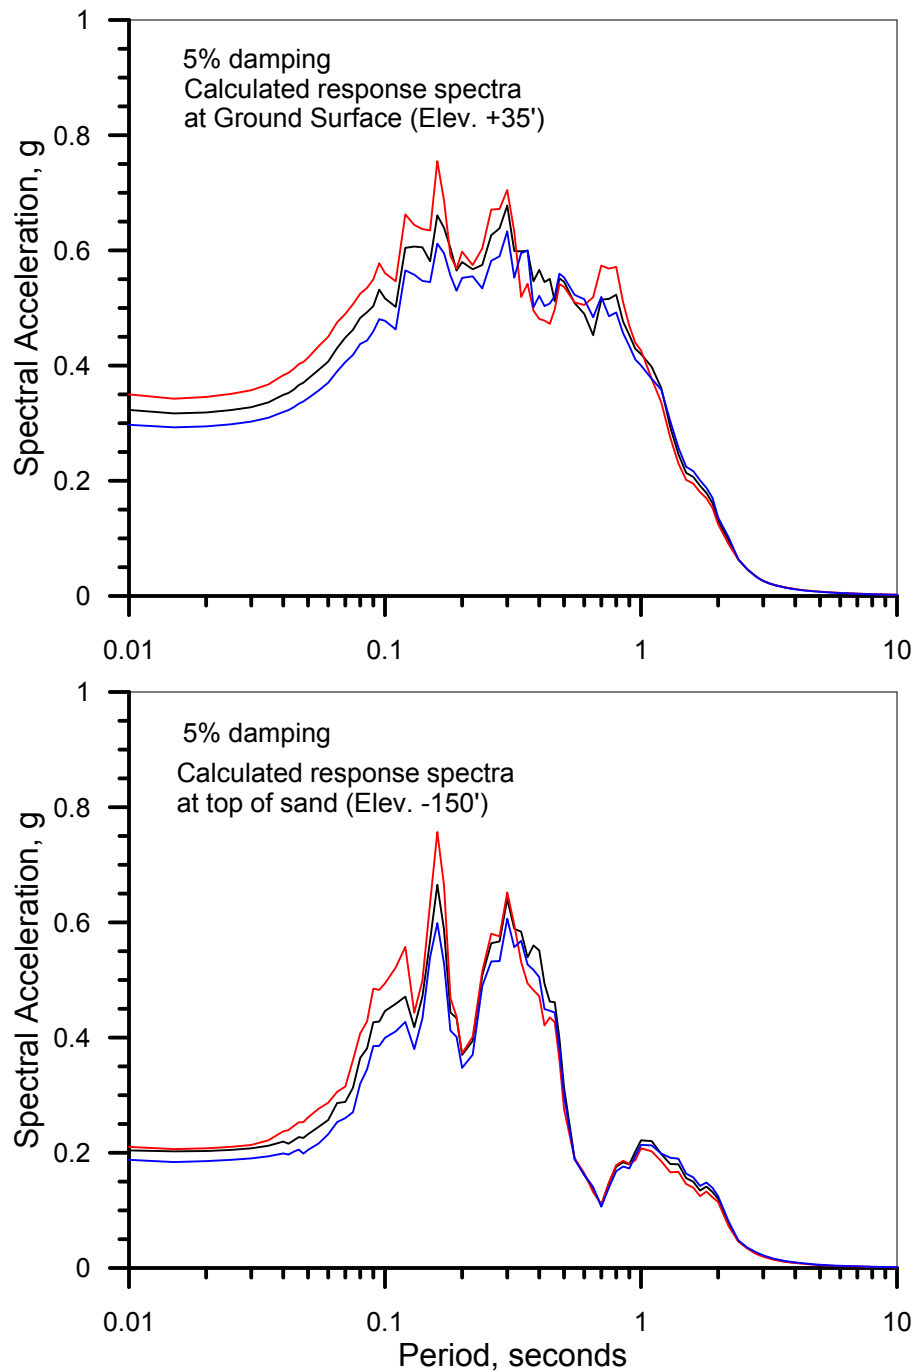 1
5% damping
Calculated response spectra
at Ground Surface (Elev. +35')
0.8
0.6
0.4
0.2
0
Spectral Acceleration, g
0.01
0.1
1
10
1
5% damping
Calculated response spectra
at top of sand (Elev. -150')
0.8
0.6
0.4
0.2
0
Spectral Acceleration, g
0.01
0.1
1
10
Period, seconds